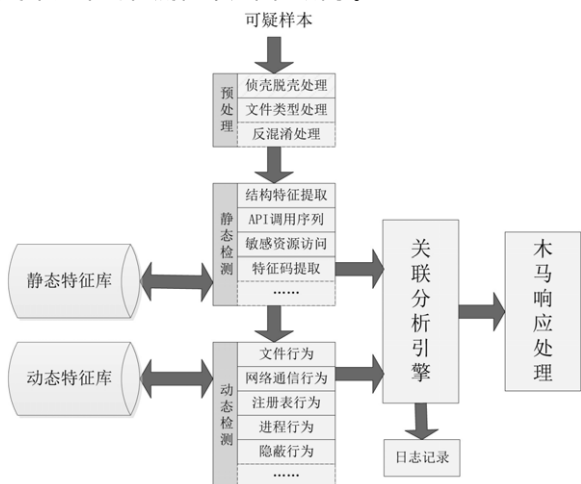 可疑样本
预处理
侦壳脱壳处理
文件类型处理
反混淆处理
静态检测
结构特征提取
API调用序列
敏感资源访问
特征码提取
......
静态特征库
关联分析引擎
木马响应处理
动态特征库
动态检测
文件行为
网络通信行为
注册表行为
进程行为
隐蔽行为
......
日志记录